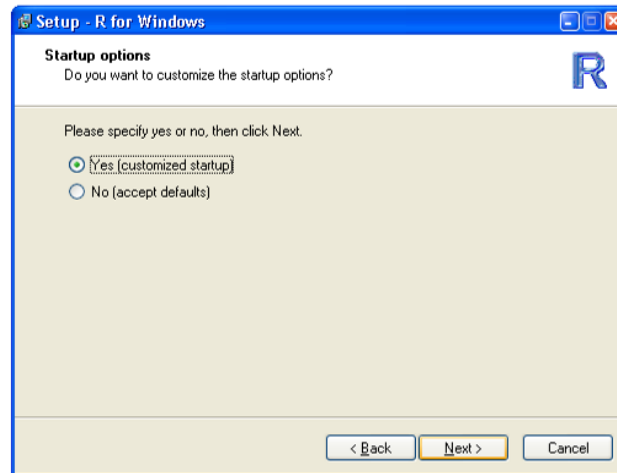 Setup - R for Windows
Startup options
Do you want to customize the startup options?
R
Please specify yes or no, then click Next.
Yes (customized startup)
No (accept defaults)
< Back
Next >
Cancel